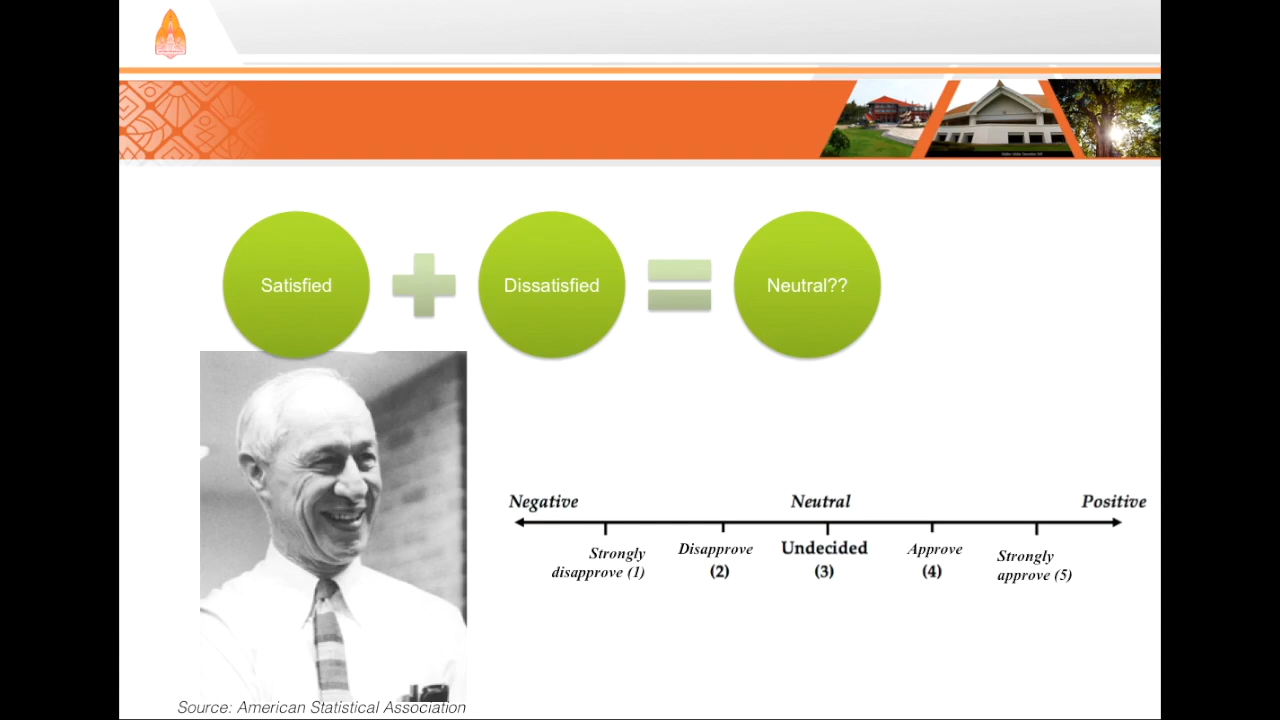 Satisfied
Dissatisfied
Neutral??
Negative
Neutral
Positive
Strongly
disapprove (1)
Disapprove
(2)
Undecided
(3)
Approve
(4)
Strongly
approve (5)
Source: American Statistical Association